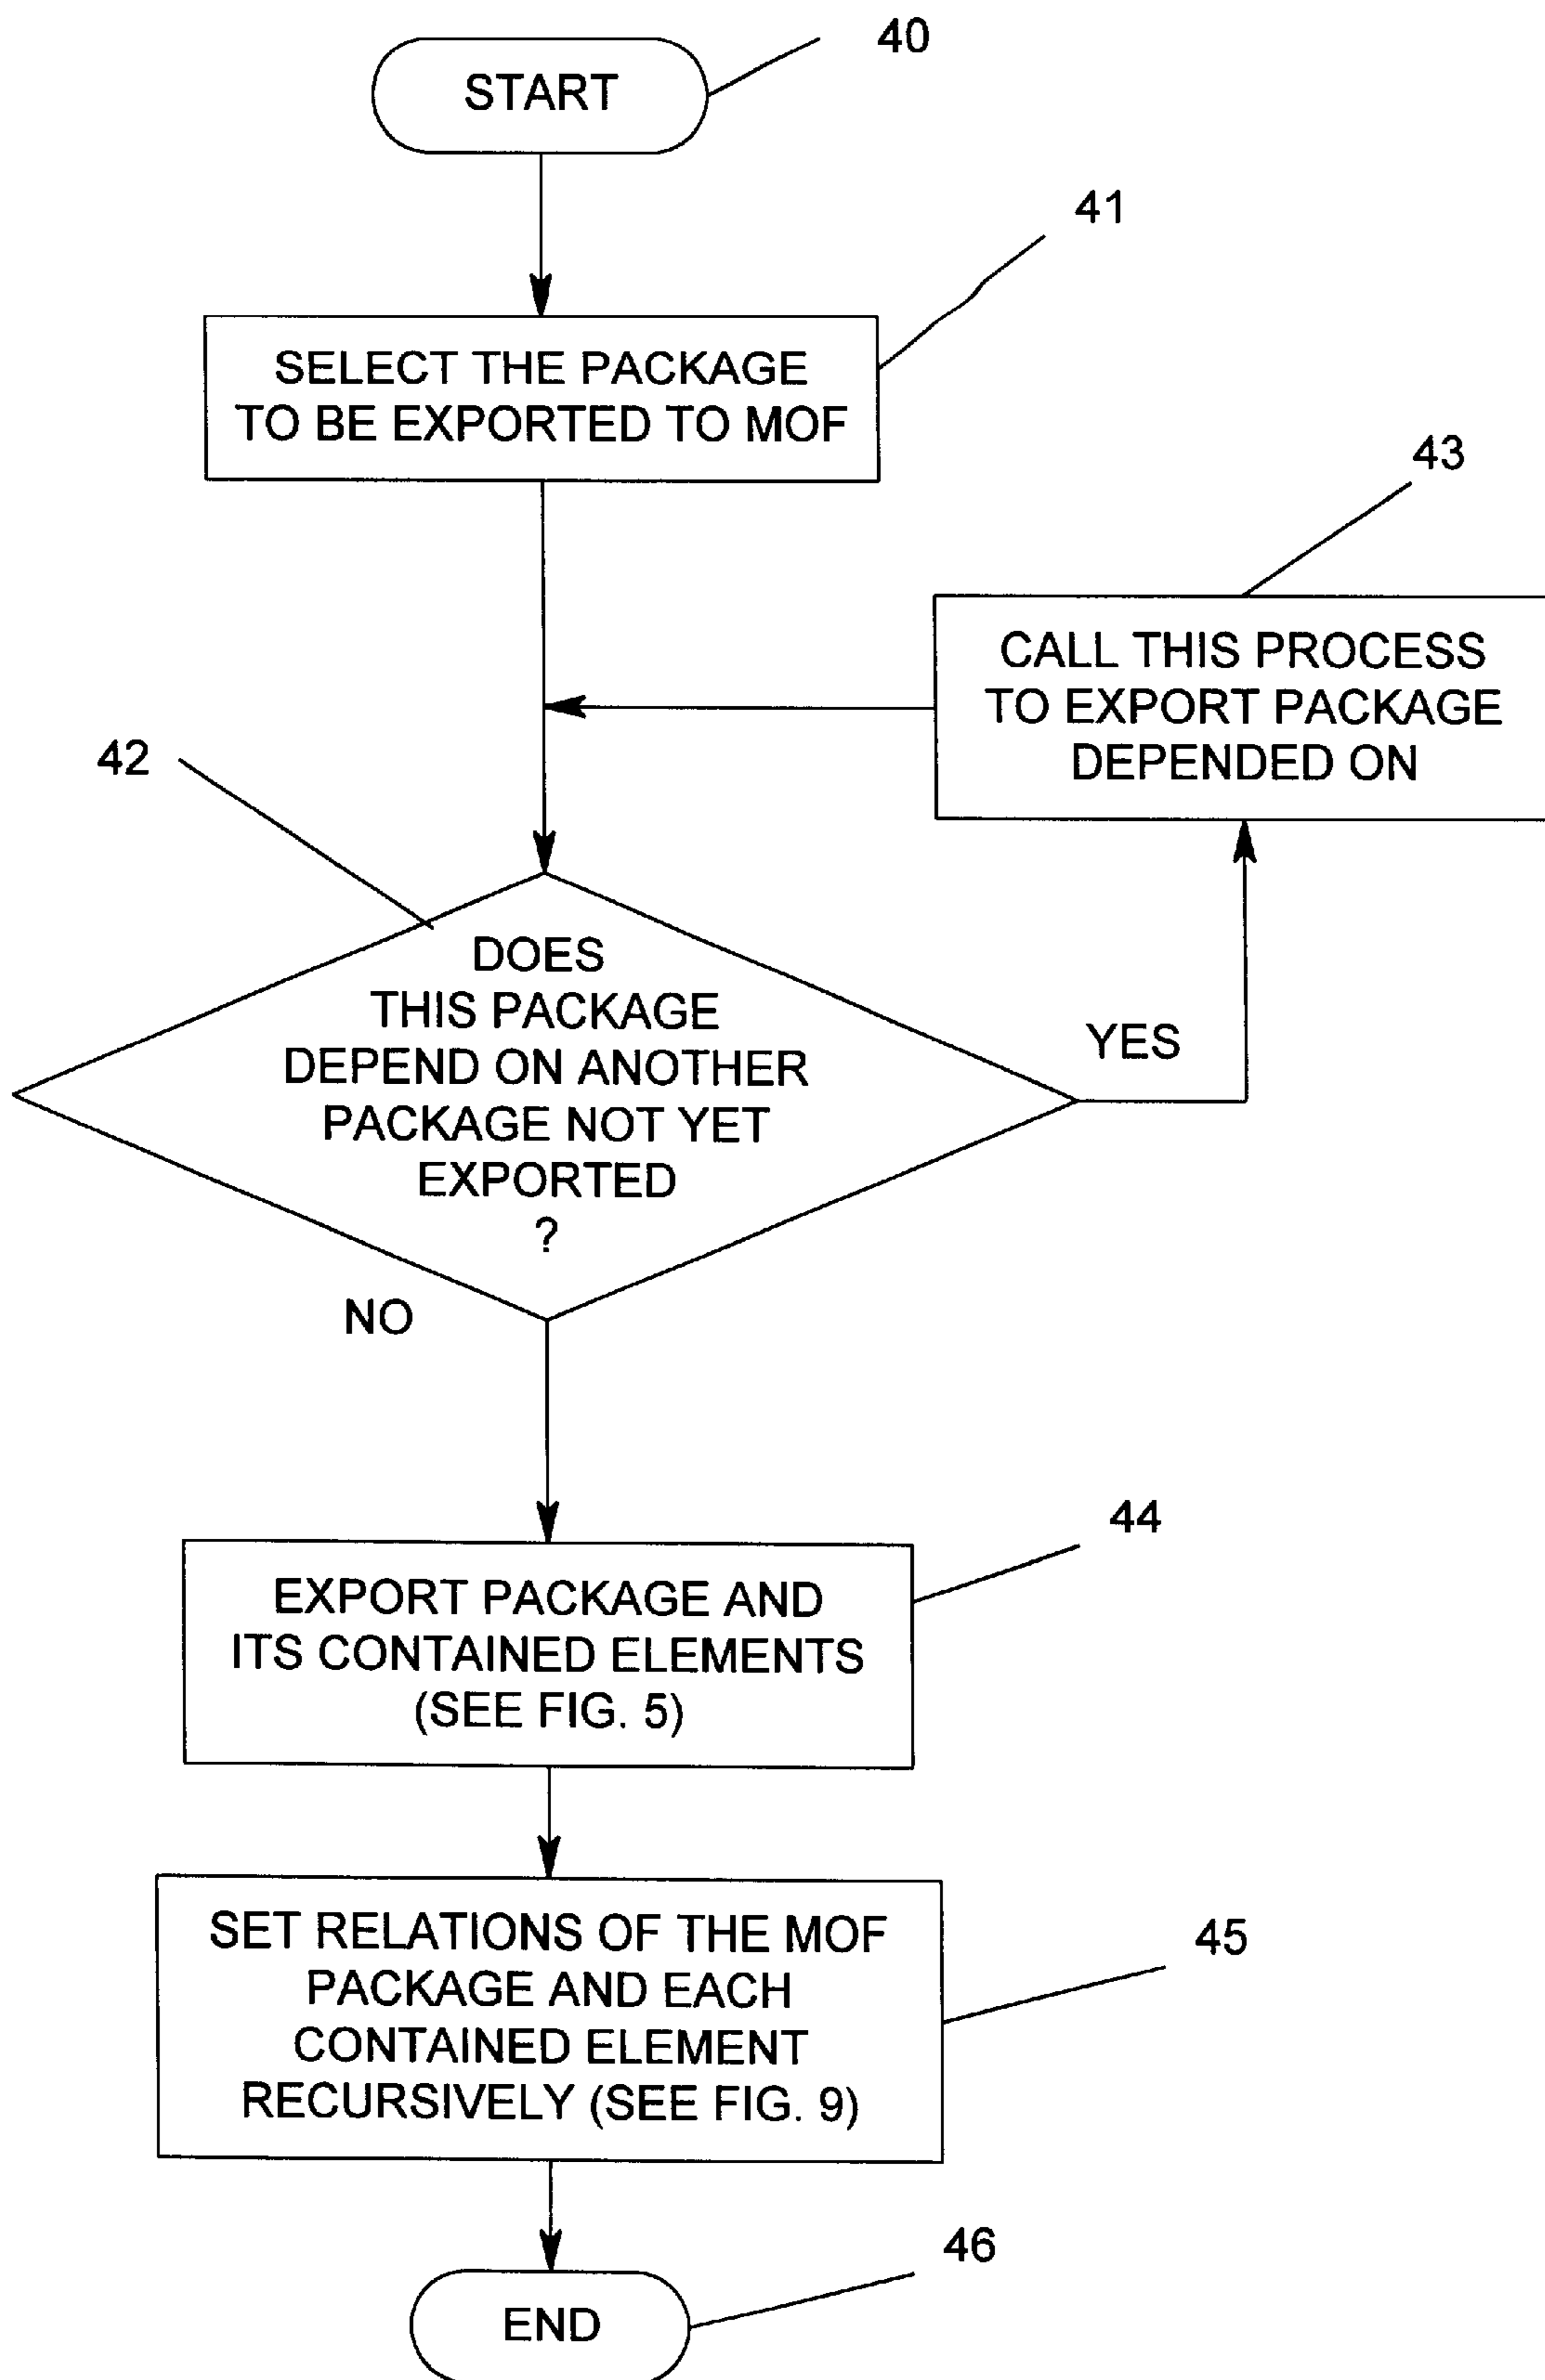 START
40
41
SELECT THE PACKAGE
TO BE EXPORTED TO MOF
43
CALL THIS PROCESS
TO EXPORT PACKAGE
DEPENDED ON
42
DOES
THIS PACKAGE
DEPEND ON ANOTHER
PACKAGE NOT YET
EXPORTED
?
YES
NO
44
EXPORT PACKAGE AND
ITS CONTAINED ELEMENTS
(SEE FIG. 5)
45
SET RELATIONS OF THE MOF
PACKAGE AND EACH
CONTAINED ELEMENT
RECURSIVELY (SEE FIG. 9)
46
END